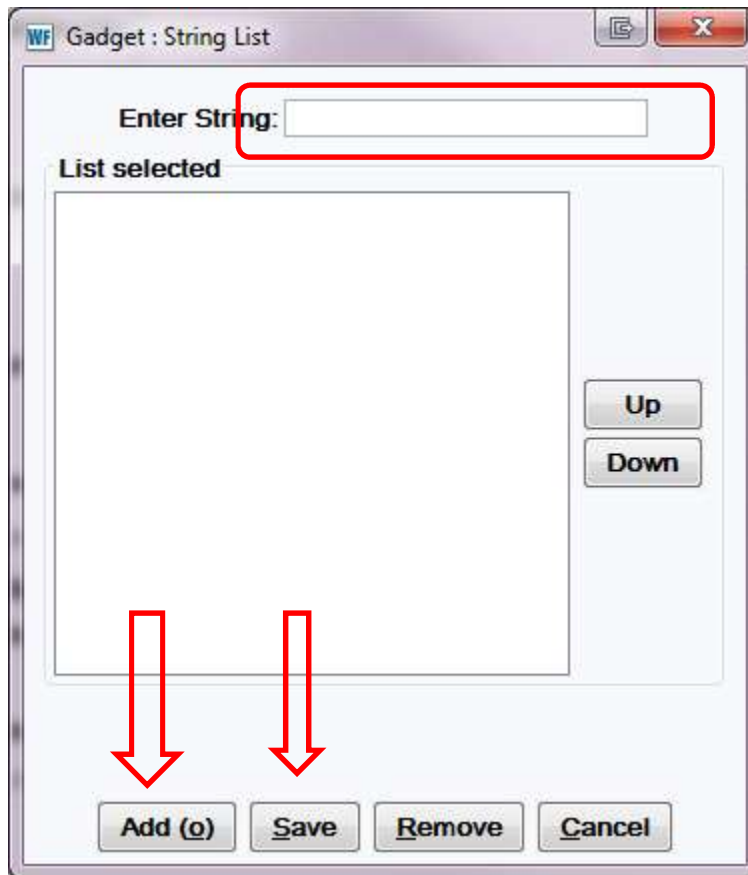 WF Gadget : String List
Enter String:
List selected
Up
Down
Add (o) Save Remove Cancel